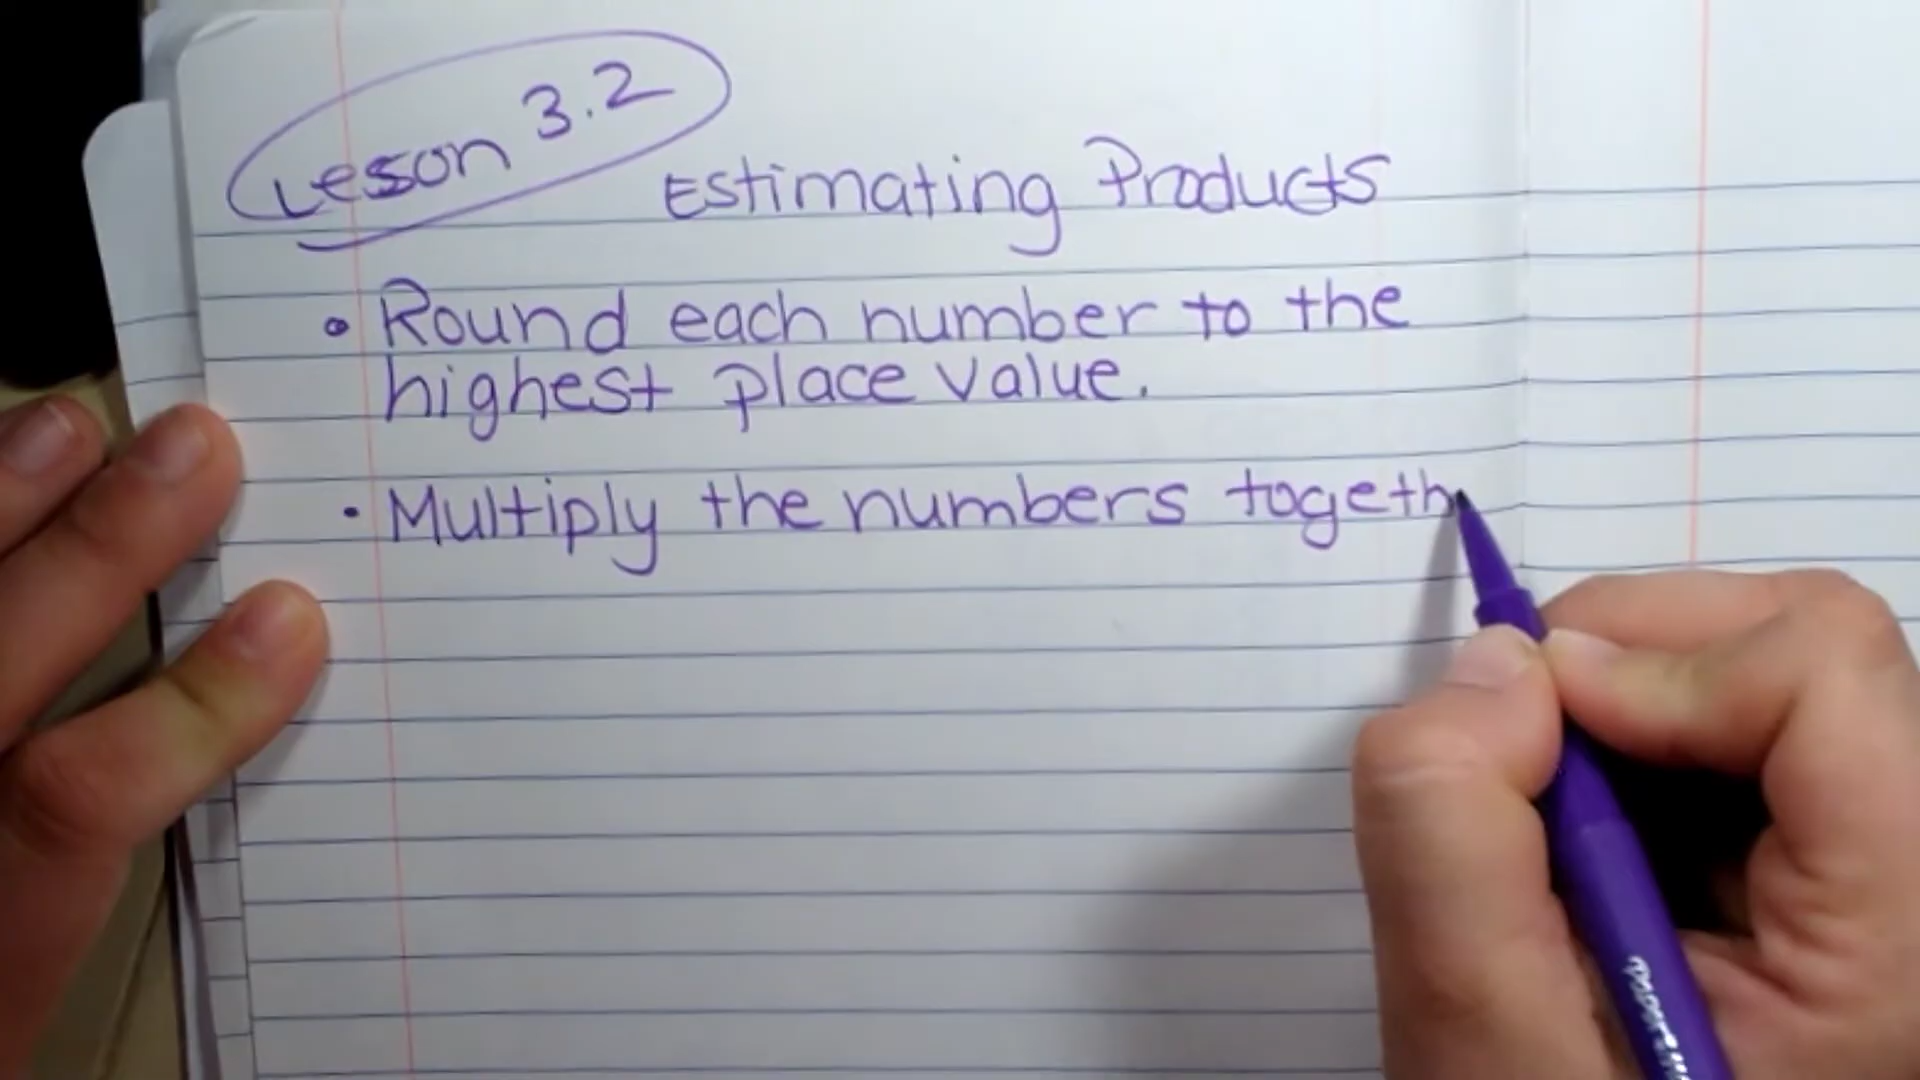 Lesson 3.2
Estimating Products
• Round each number to the
highest place value.
• Multiply the numbers togeth